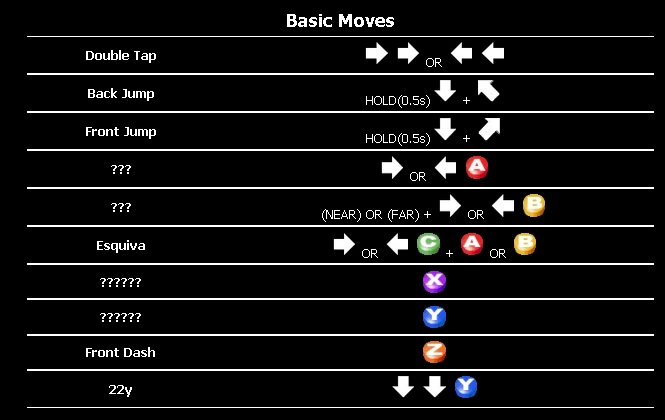 Basic Moves
Double Tap OR
Back Jump HOLD(0.5s) +
Front Jump HOLD(0.5s) +
??? OR A
??? (NEAR) OR (FAR) + OR B
Esquiva OR C + A OR B
?????? X
?????? Y
Front Dash Z
22y Y